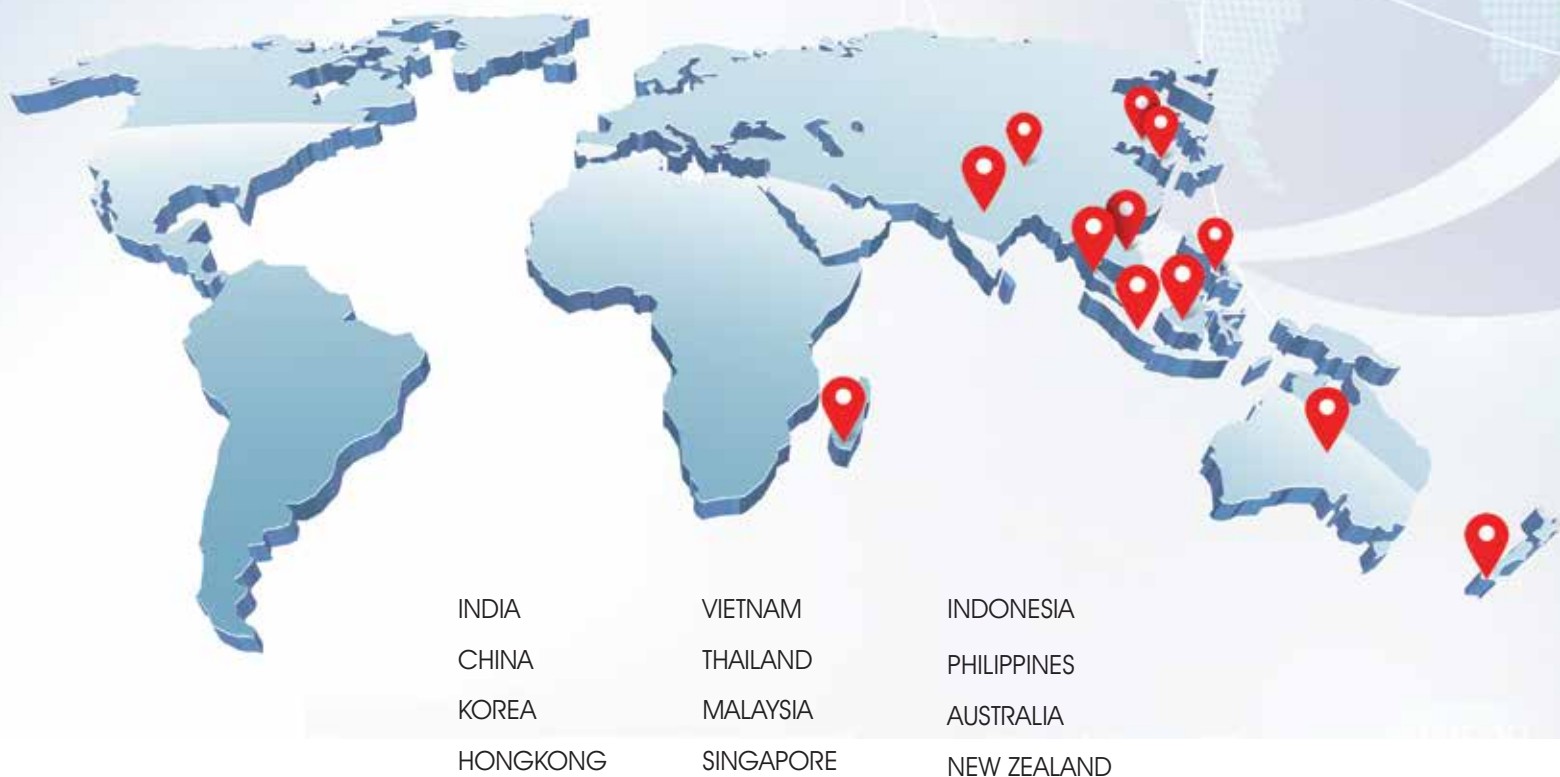 INDIA
CHINA
KOREA
HONGKONG
VIETNAM
THAILAND
MALAYSIA
SINGAPORE
INDONESIA
PHILIPPINES
AUSTRALIA
NEW ZEALAND